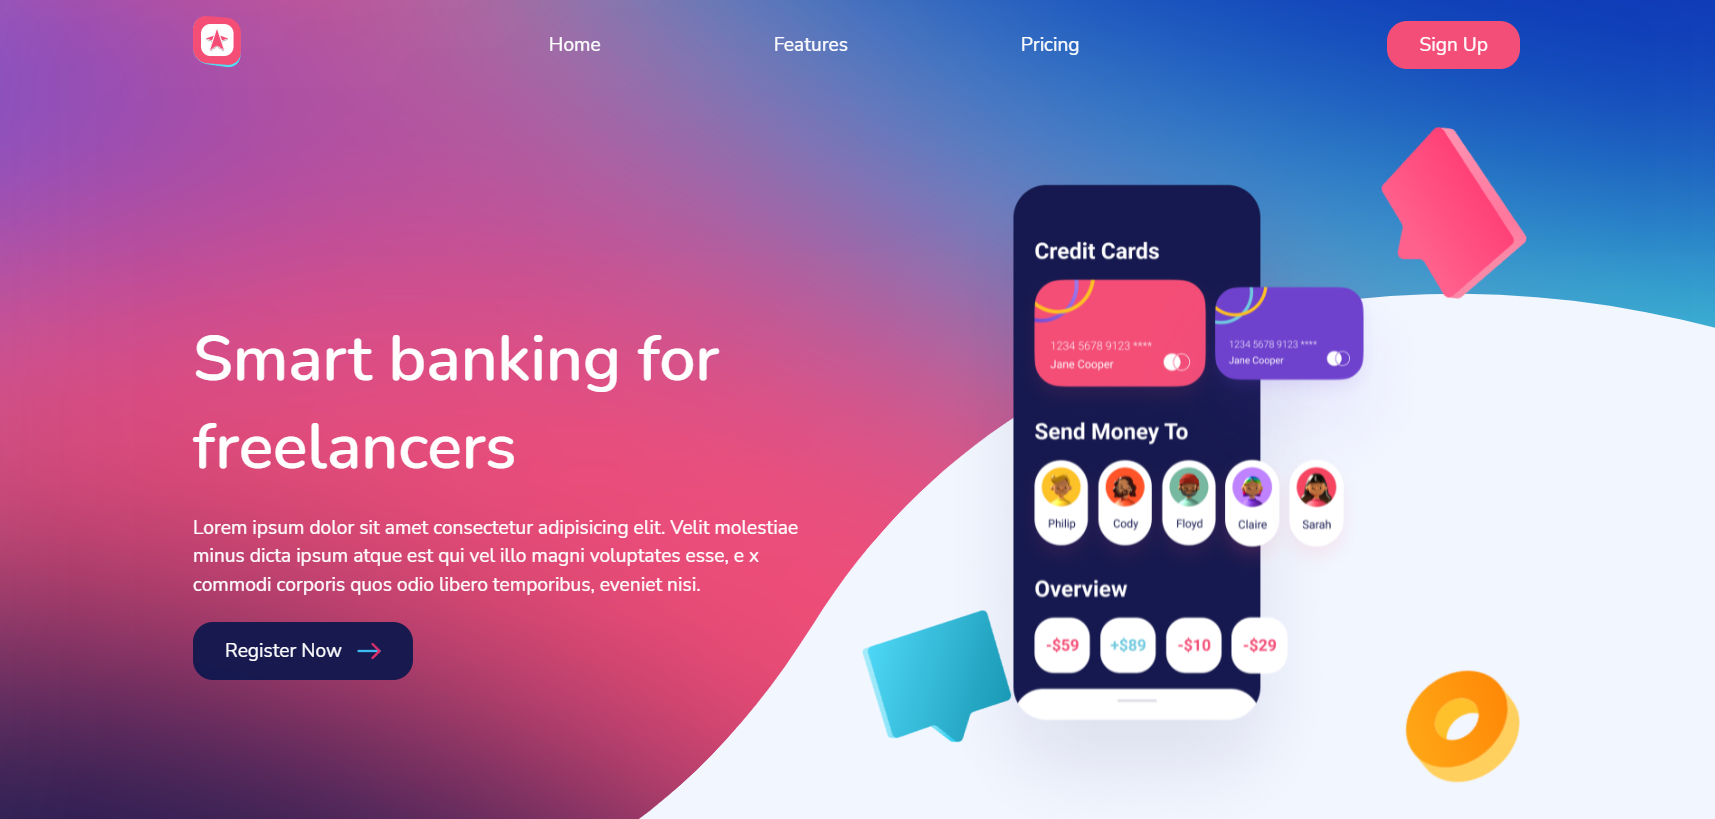 Home Features Pricing Sign Up
Smart banking for
freelancers
Lorem ipsum dolor sit amet consectetur adipisicing elit. Velit molestiae
minus dicta ipsum atque est qui vel illo magni voluptates esse, e x
commodi corporis quos odio libero temporibus, eveniet nisi.
Register Now
Credit Cards
1234 5678 9123 ****
Jane Cooper
1234 5678 9123 ****
Jane Cooper
Send Money To
Philip Cody Floyd Claire Sarah
Overview
-$59 +$89 -$10 -$29